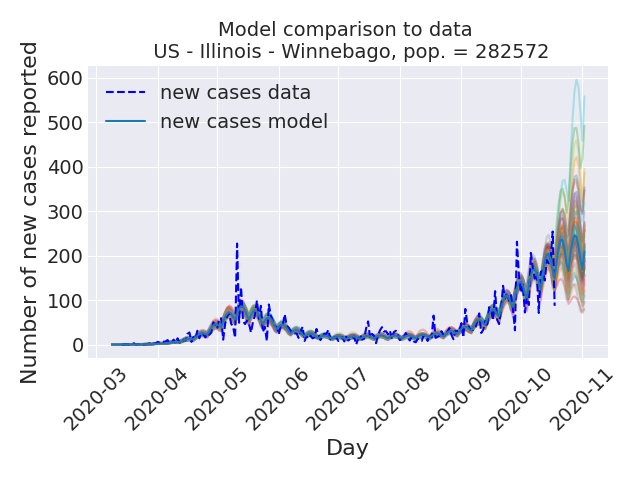 Model comparison to data
US - Illinois - Winnebago, pop. = 282572
Number of new cases reported
600
500
400
300
200
100
0
new cases data
new cases model
2020-03
2020-04
2020-05
2020-06
2020-07
2020-08
2020-09
2020-10
2020-11
Day